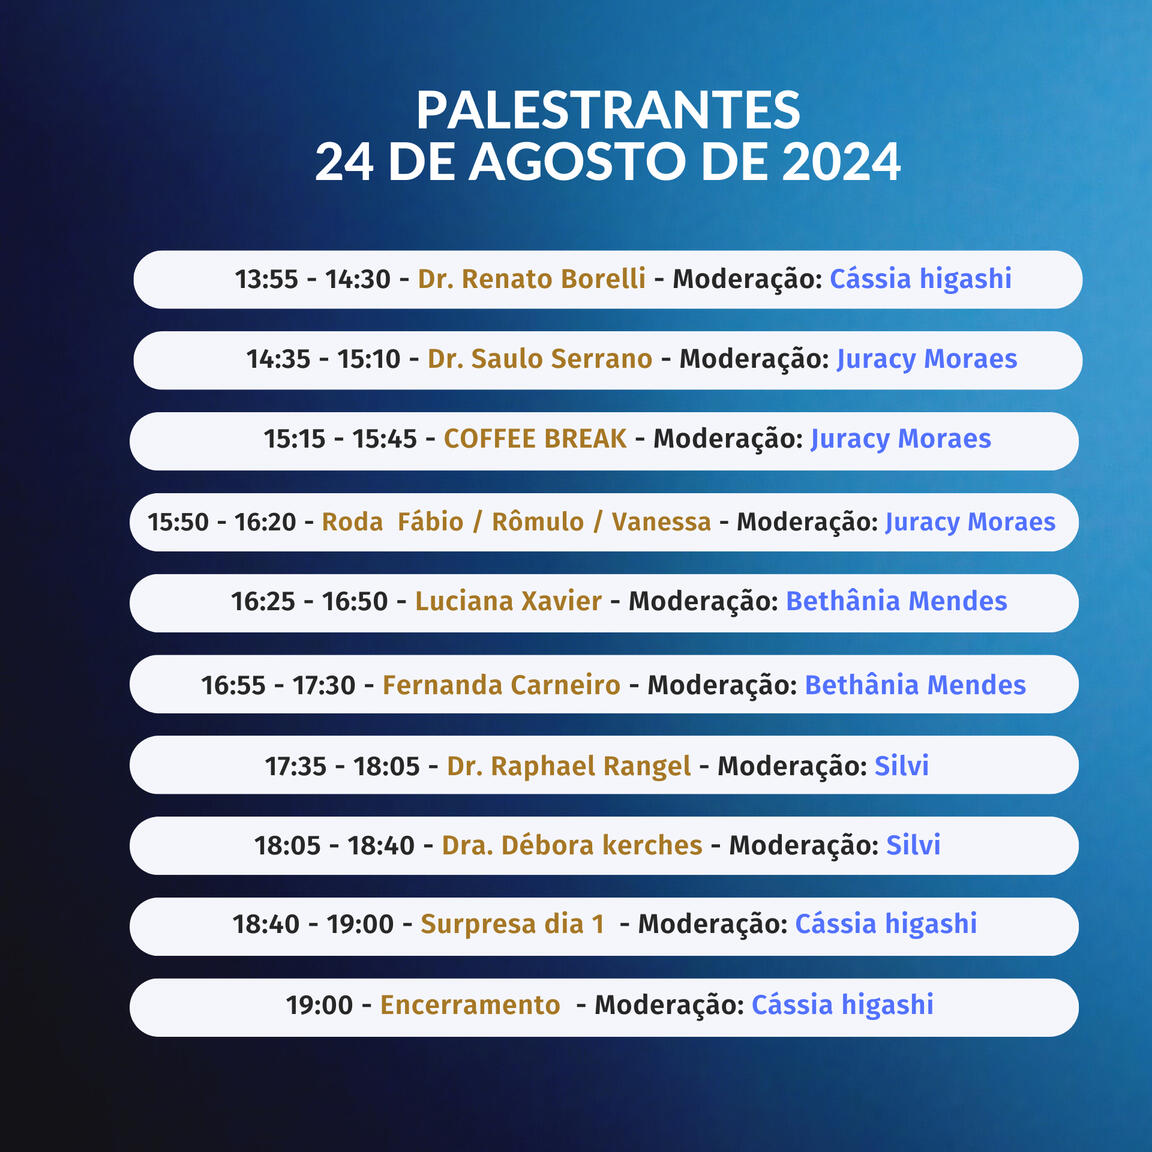 PALESTRANTES
24 DE AGOSTO DE 2024
13:55 - 14:30 - Dr. Renato Borelli - Moderação: Cássia higashi
14:35 - 15:10 - Dr. Saulo Serrano - Moderação: Juracy Moraes
15:15 - 15:45 - COFFEE BREAK - Moderação: Juracy Moraes
15:50 - 16:20 - Roda  Fábio / Rômulo / Vanessa - Moderação: Juracy Moraes
16:25 - 16:50 - Luciana Xavier - Moderação: Bethânia Mendes
16:55 - 17:30 - Fernanda Carneiro - Moderação: Bethânia Mendes
17:35 - 18:05 - Dr. Raphael Rangel - Moderação: Silvi
18:05 - 18:40 - Dra. Débora kerches - Moderação: Silvi
18:40 - 19:00 - Surpresa dia 1  - Moderação: Cássia higashi
19:00 - Encerramento  - Moderação: Cássia higashi